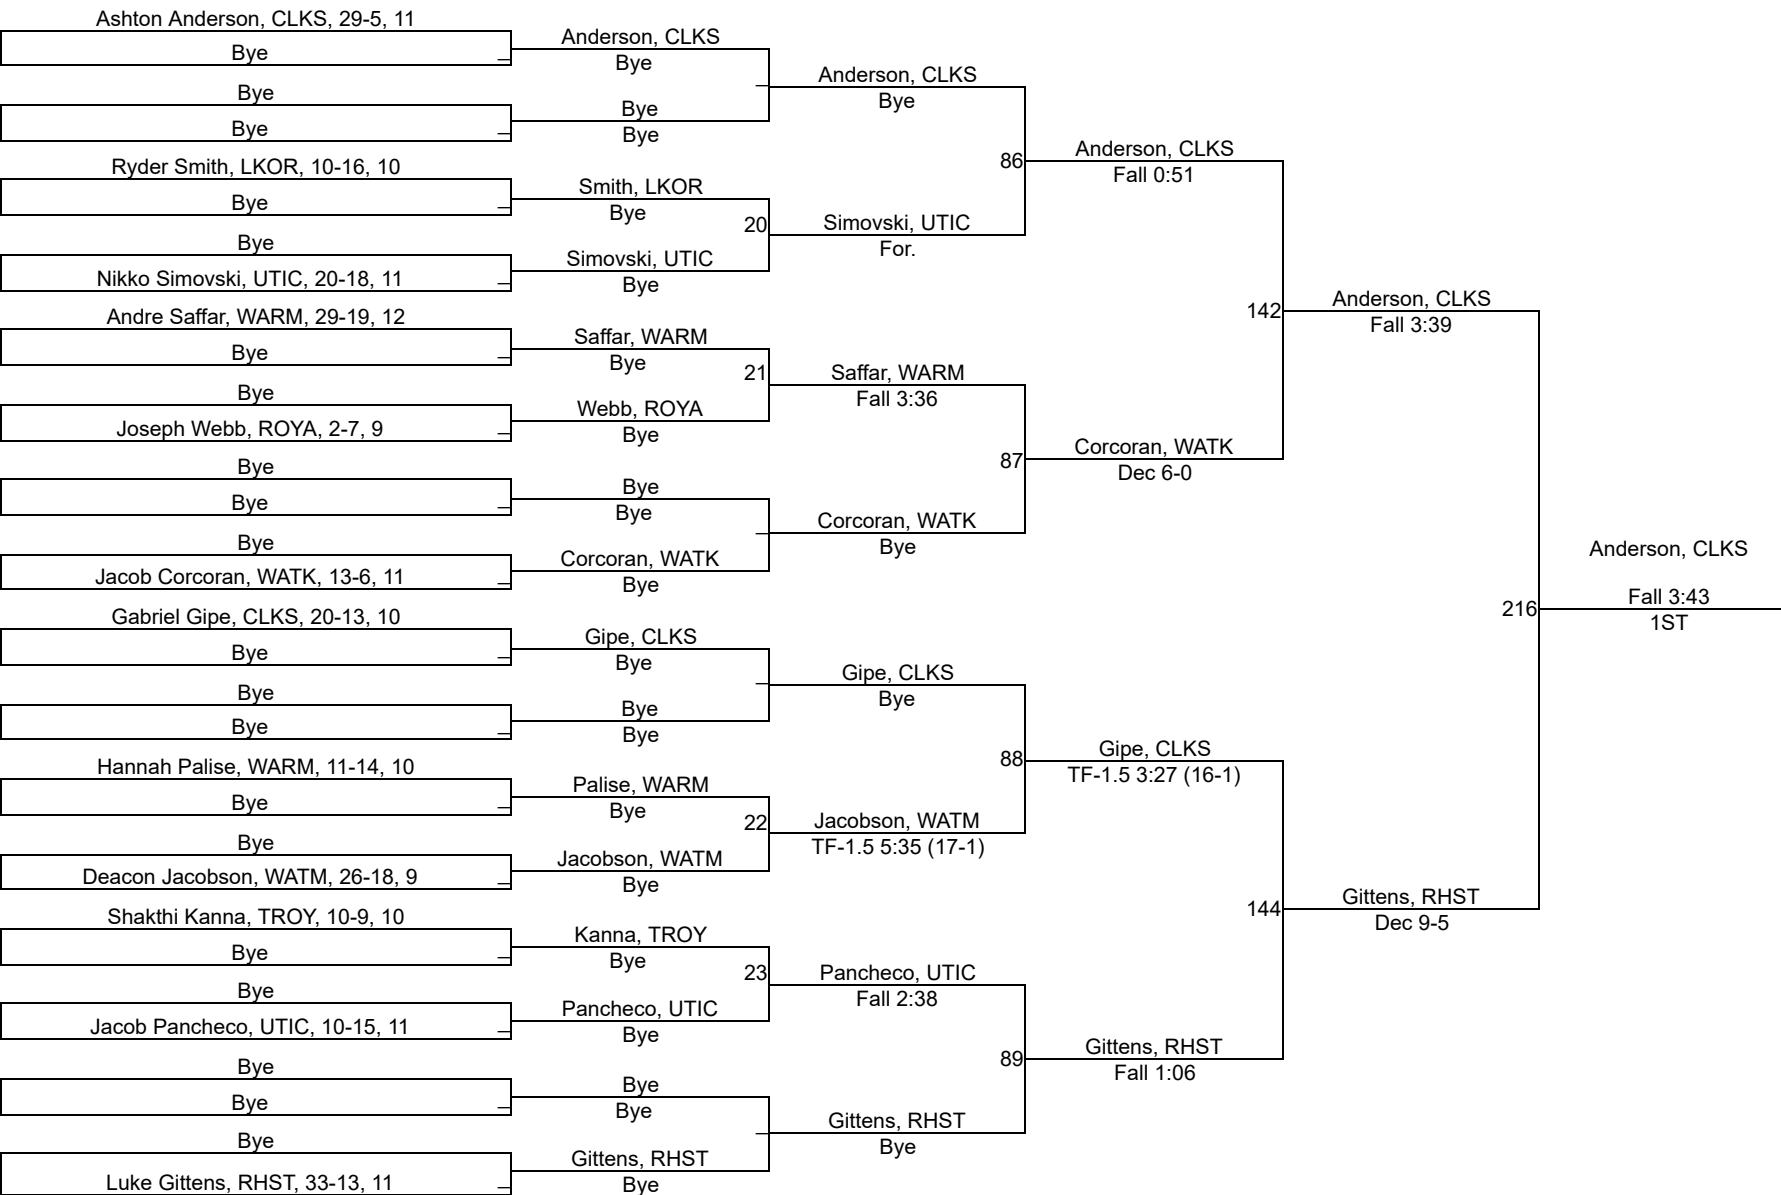 Ashton Anderson, CLKS, 29-5, 11
Bye
Bye
Bye
Ryder Smith, LKOR, 10-16, 10
Bye
Bye
Nikko Simovski, UTIC, 20-18, 11
Andre Saffar, WARM, 29-19, 12
Bye
Bye
Joseph Webb, ROYA, 2-7, 9
Bye
Bye
Bye
Jacob Corcoran, WATK, 13-6, 11
Gabriel Gipe, CLKS, 20-13, 10
Bye
Bye
Bye
Hannah Palise, WARM, 11-14, 10
Bye
Bye
Deacon Jacobson, WATM, 26-18, 9
Shakthi Kanna, TROY, 10-9, 10
Bye
Bye
Jacob Pancheco, UTIC, 10-15, 11
Bye
Bye
Bye
Luke Gittens, RHST, 33-13, 11
Anderson, CLKS
Bye
Bye
Bye
Smith, LKOR
Bye
20
Simovski, UTIC
Bye
Saffar, WARM
Bye
21
Webb, ROYA
Bye
Bye
Bye
Corcoran, WATK
Bye
Gipe, CLKS
Bye
Bye
Bye
Palise, WARM
Bye
22
Jacobson, WATM
Bye
Kanna, TROY
Bye
23
Pancheco, UTIC
Bye
Bye
Bye
Gittens, RHST
Bye
Anderson, CLKS
Bye
86
Simovski, UTIC
For.
Saffar, WARM
Fall 3:36
87
Corcoran, WATK
Bye
Gipe, CLKS
Bye
88
Jacobson, WATM
TF-1.5 5:35 (17-1)
Pancheco, UTIC
Fall 2:38
89
Gittens, RHST
Bye
Anderson, CLKS
Fall 0:51
142
Corcoran, WATK
Dec 6-0
Gipe, CLKS
TF-1.5 3:27 (16-1)
144
Gittens, RHST
Fall 1:06
Anderson, CLKS
Fall 3:39
216
Gittens, RHST
Dec 9-5
Anderson, CLKS
Fall 3:43
1ST